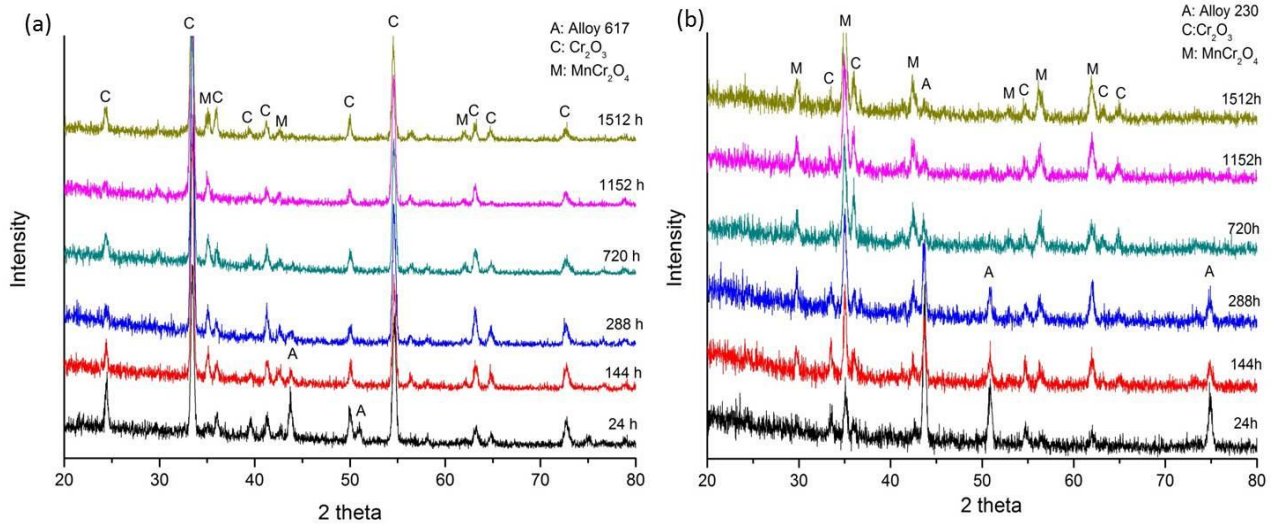 (a)
A: Alloy 617
C: Cr2O3
M: MnCr2O4
C
C
C
M C
C
C
M
C
M
C
C
C
1512 h
1152 h
720 h
288 h
A
144 h
A
24 h
Intensity
20 30 40 50 60 70 80
2 theta
(b)
A: Alloy 230
C:Cr2O3
M: MnCr2O4
M
M
C
C
M
A
M
C
M
M
C
C
1512 h
1152 h
720h
A
A
288h
144h
24h
Intensity
20 30 40 50 60 70 80
2 theta